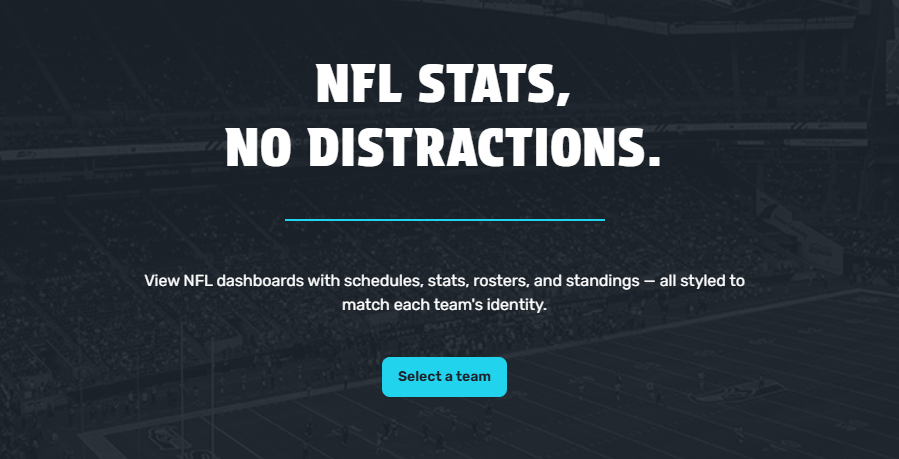 NFL STATS,
NO DISTRACTIONS.
View NFL dashboards with schedules, stats, rosters, and standings — all styled to
match each team's identity.
Select a team